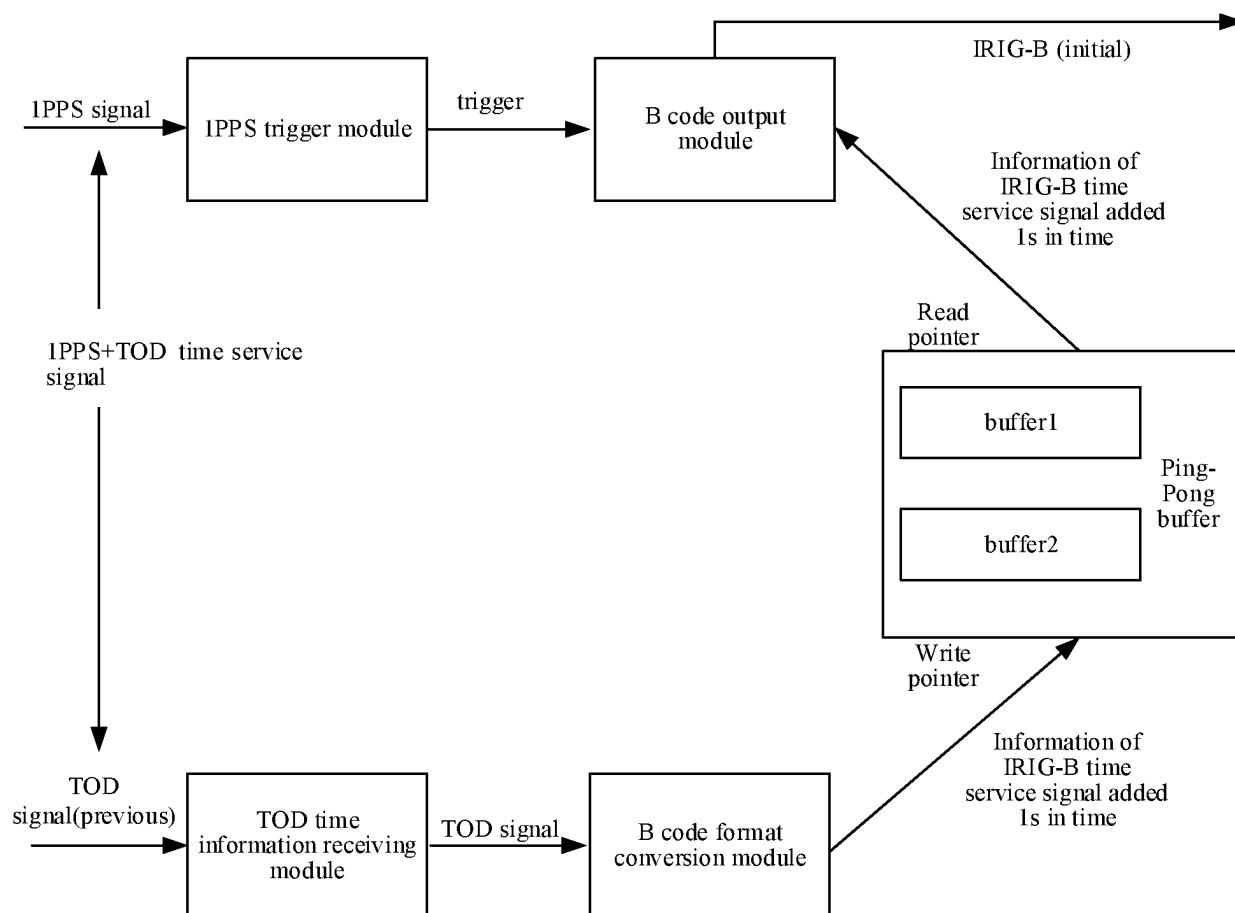 IRIG-B (initial)
1PPS signal
1PPS trigger module
trigger
B code output
module
Information of
IRIG-B time
service signal added
1s in time
1PPS+TOD time service
signal
Read
pointer
buffer1
buffer2
Ping-
Pong
buffer
Write
pointer
Information of
IRIG-B time
service signal added
1s in time
TOD
signal(previous)
TOD time
information receiving
module
TOD signal
B code format
conversion module